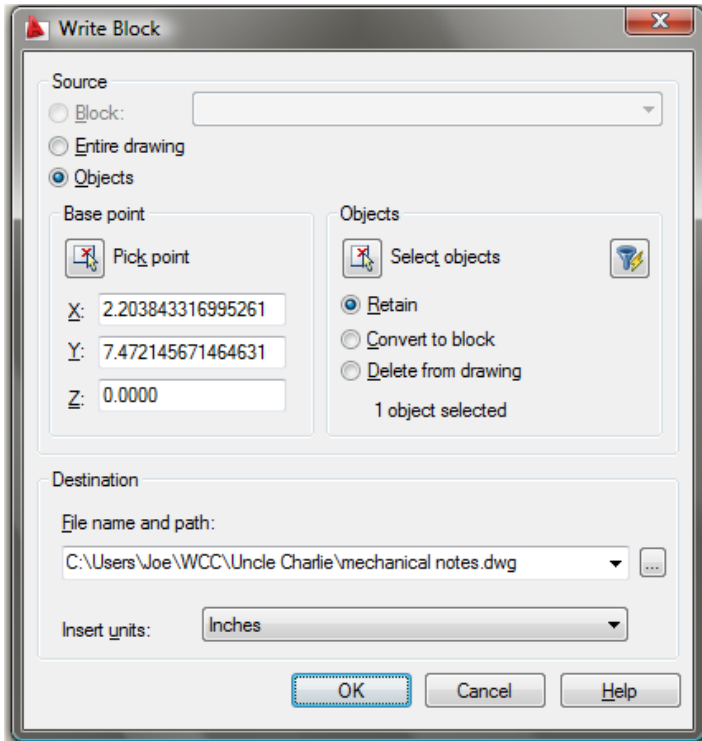 Write Block
Source
Block:
Entire drawing
Objects
Base point
Pick point
X: 2.203843316995261
Y: 7.472145671464631
Z: 0.0000
Objects
Select objects
Retain
Convert to block
Delete from drawing
1 object selected
Destination
File name and path:
C:\Users\Joe\WCC\Uncle Charlie\mechanical notes.dwg
...
Insert units: Inches
OK Cancel Help